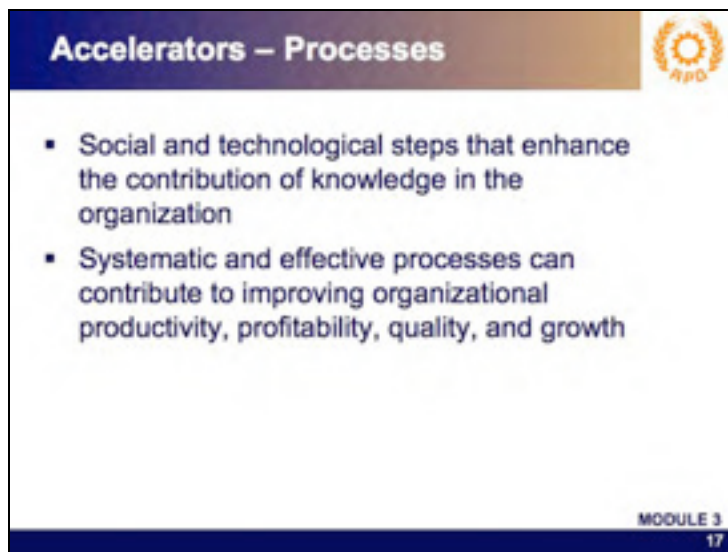 Accelerators – Processes
APO
▪ Social and technological steps that enhance
the contribution of knowledge in the
organization
▪ Systematic and effective processes can
contribute to improving organizational
productivity, profitability, quality, and growth
MODULE 3
17